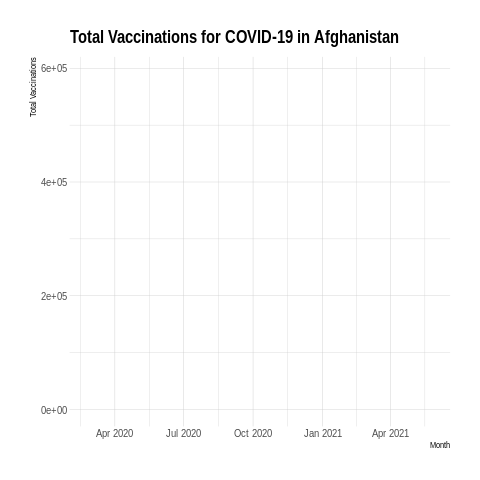 Total Vaccinations for COVID-19 in Afghanistan
Total Vaccinations
6e+05
4e+05
2e+05
0e+00
Apr 2020 Jul 2020 Oct 2020 Jan 2021 Apr 2021
Month